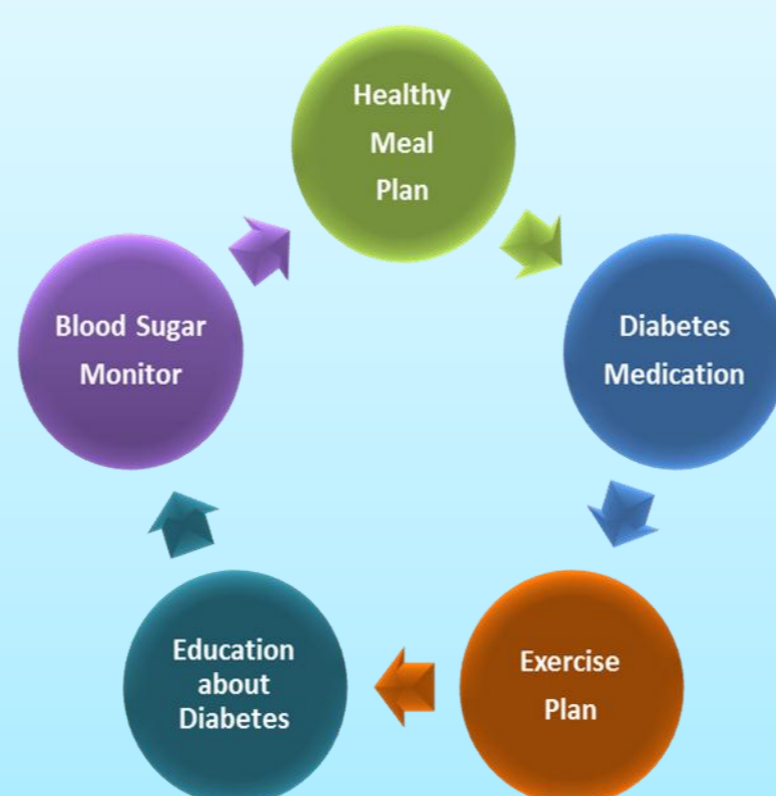 Healthy
Meal
Plan
Diabetes
Medication
Exercise
Plan
Education
about
Diabetes
Blood Sugar
Monitor